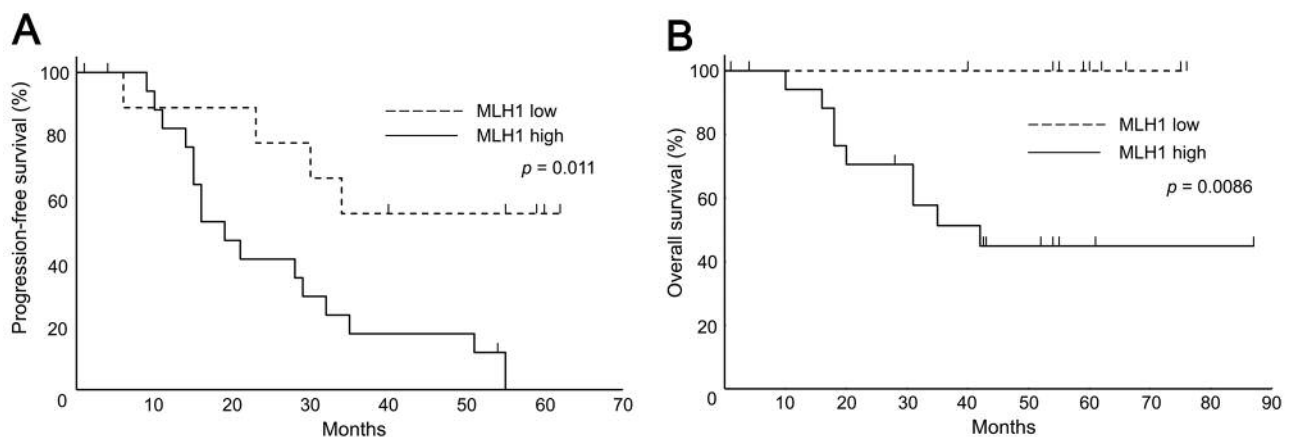 A
Progression-free survival (%)
100
80
60
40
20
0
MLH1 low
MLH1 high
p = 0.011
10 20 30 40 50 60 70
Months
B
Overall survival (%)
100
80
60
40
20
0
MLH1 low
MLH1 high
p = 0.0086
10 20 30 40 50 60 70 80 90
Months